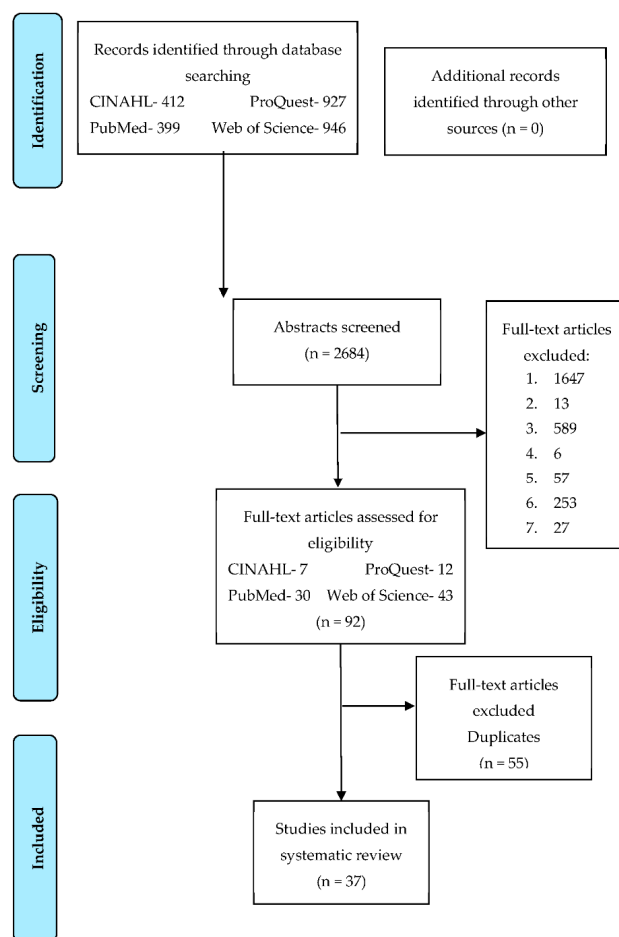 Identification
Records identified through database
searching
CINAHL- 412 ProQuest- 927
PubMed- 399 Web of Science- 946
Additional records
identified through other
sources (n = 0)
Screening
Abstracts screened
(n = 2684)
Full-text articles
excluded:
1. 1647
2. 13
3. 589
4. 6
5. 57
6. 253
7. 27
Eligibility
Full-text articles assessed for
eligibility
CINAHL- 7 ProQuest- 12
PubMed- 30 Web of Science- 43
(n = 92)
Full-text articles
excluded
Duplicates
(n = 55)
Included
Studies included in
systematic review
(n = 37)